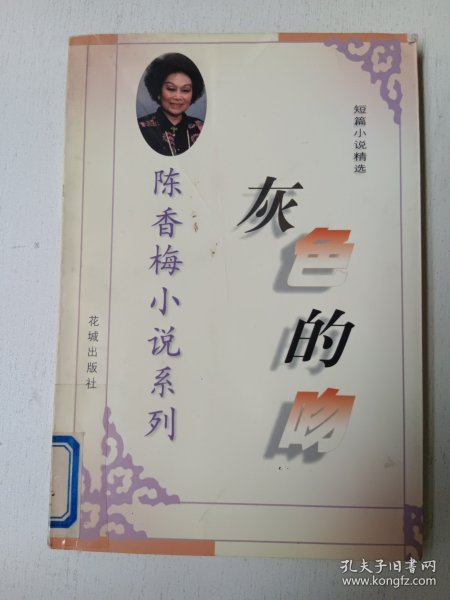 短篇小说精选
灰色的吻
陈香梅小说系列
花城出版社
孔夫子旧书网
www.kongfz.com